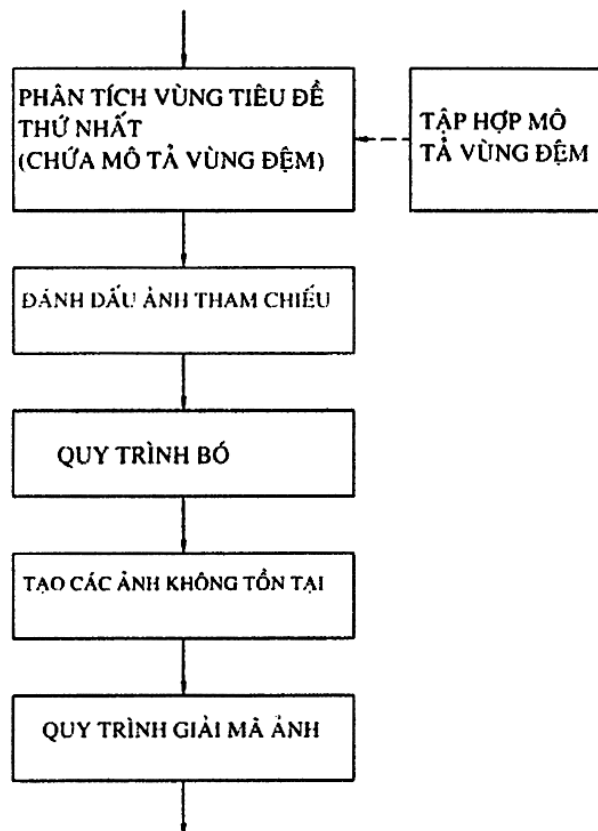 PHÂN TÍCH VÙNG TIÊU ĐỀ
THỨ NHẤT
(CHỨA MÔ TẢ VÙNG ĐỆM)
TẬP HỢP MÔ
TẢ VÙNG ĐỆM
ĐÁNH DẤU ẢNH THAM CHIẾU
QUY TRÌNH BÓ
TẠO CÁC ẢNH KHÔNG TỒN TẠI
QUY TRÌNH GIẢI MÃ ẢNH